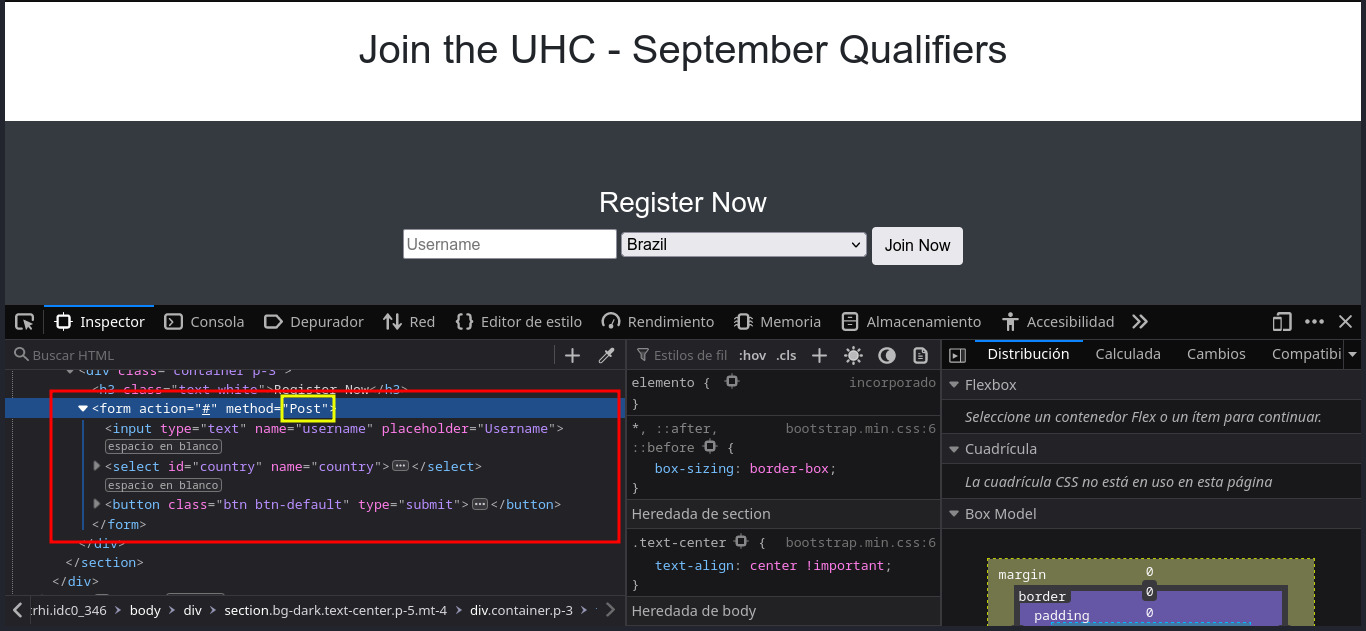 Join the UHC - September Qualifiers
Register Now
Username
Brazil
Join Now
Inspector
Consola
Depurador
Red
Editor de estilo
Rendimiento
Memoria
Almacenamiento
Accesibilidad
Buscar HTML
<div class="container p-3">
<h3 class="text-white">Register Now</h3>
<form action="#" method="Post">
<input type="text" name="username" placeholder="Username">
espacio en blanco
<select id="country" name="country"></select>
espacio en blanco
<button class="btn btn-default" type="submit"></button>
</form>
</div>
</section>
</div>
:rhi.idc0_346 > body > div > section.bg-dark.text-center.p-5.mt-4 > div.container.p-3 >
Estilos de fil
:hov .cls
elemento { incorporado
}
*, ::after, bootstrap.min.css:6
::before {
box-sizing: border-box;
}
Heredada de section
.text-center { bootstrap.min.css:6
text-align: center !important;
}
Heredada de body
Distribución
Calculada
Cambios
Compatibi
Flexbox
Seleccione un contenedor Flex o un ítem para continuar.
Cuadrícula
La cuadrícula CSS no está en uso en esta página
Box Model
margin 0
border 0
padding 0